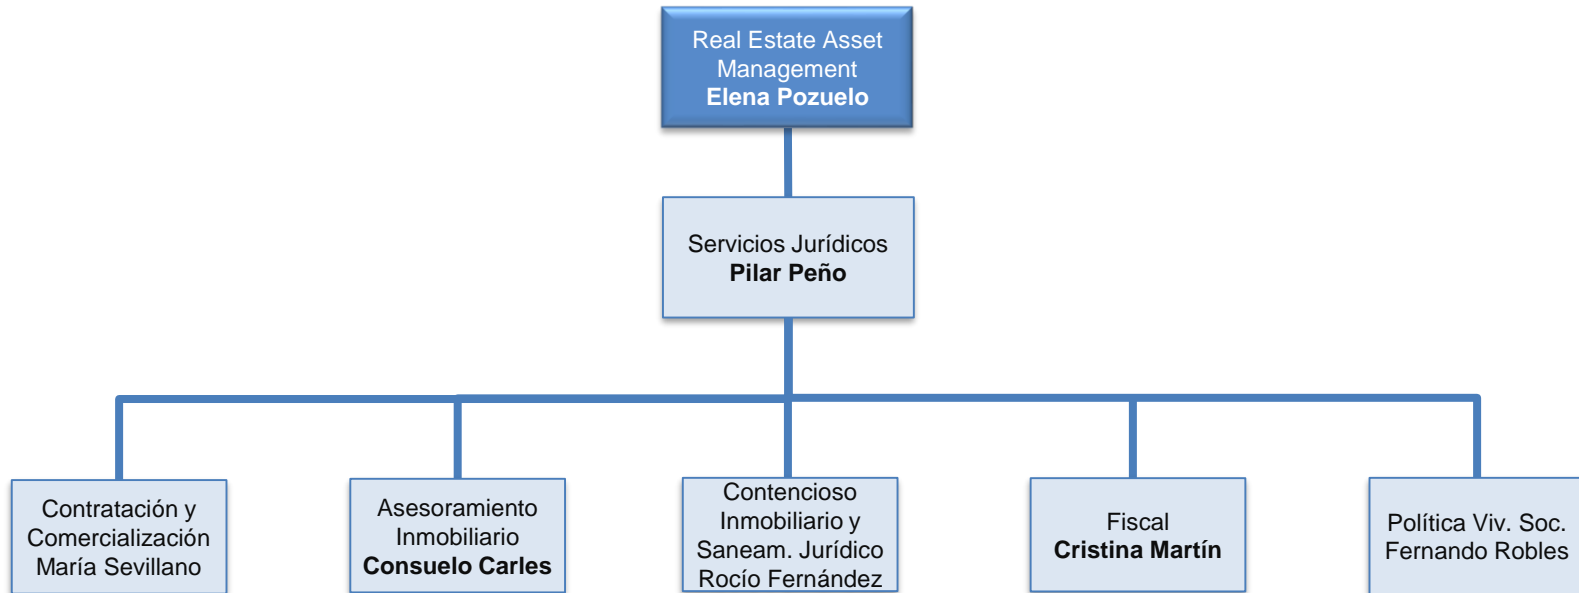 Real Estate Asset
Management
Elena Pozuelo
Servicios Jurídicos
Pilar Peño
Contratación y
Comercialización
María Sevillano
Asesoramiento
Inmobiliario
Consuelo Carles
Contencioso
Inmobiliario y
Saneam. Jurídico
Rocío Fernández
Fiscal
Cristina Martín
Política Viv. Soc.
Fernando Robles